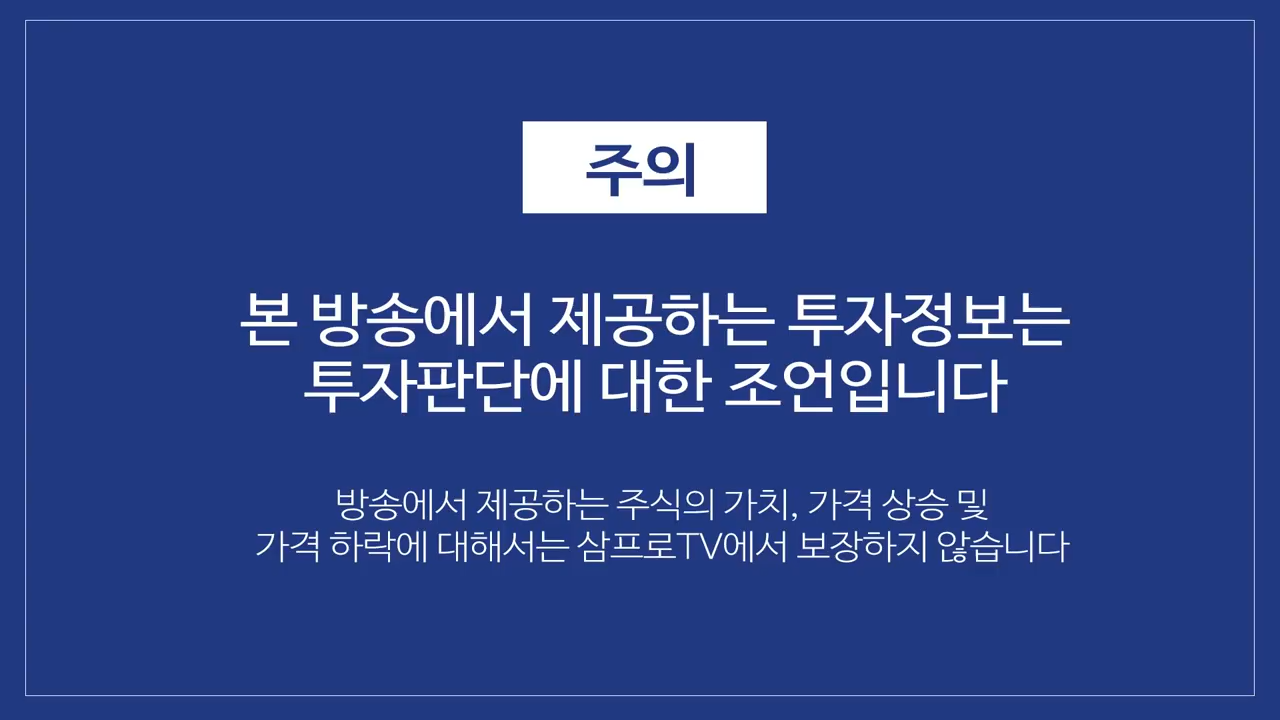 주의
본 방송에서 제공하는 투자정보는
투자판단에 대한 조언입니다
방송에서 제공하는 주식의 가치, 가격 상승 및
가격 하락에 대해서는 삼프로TV에서 보장하지 않습니다